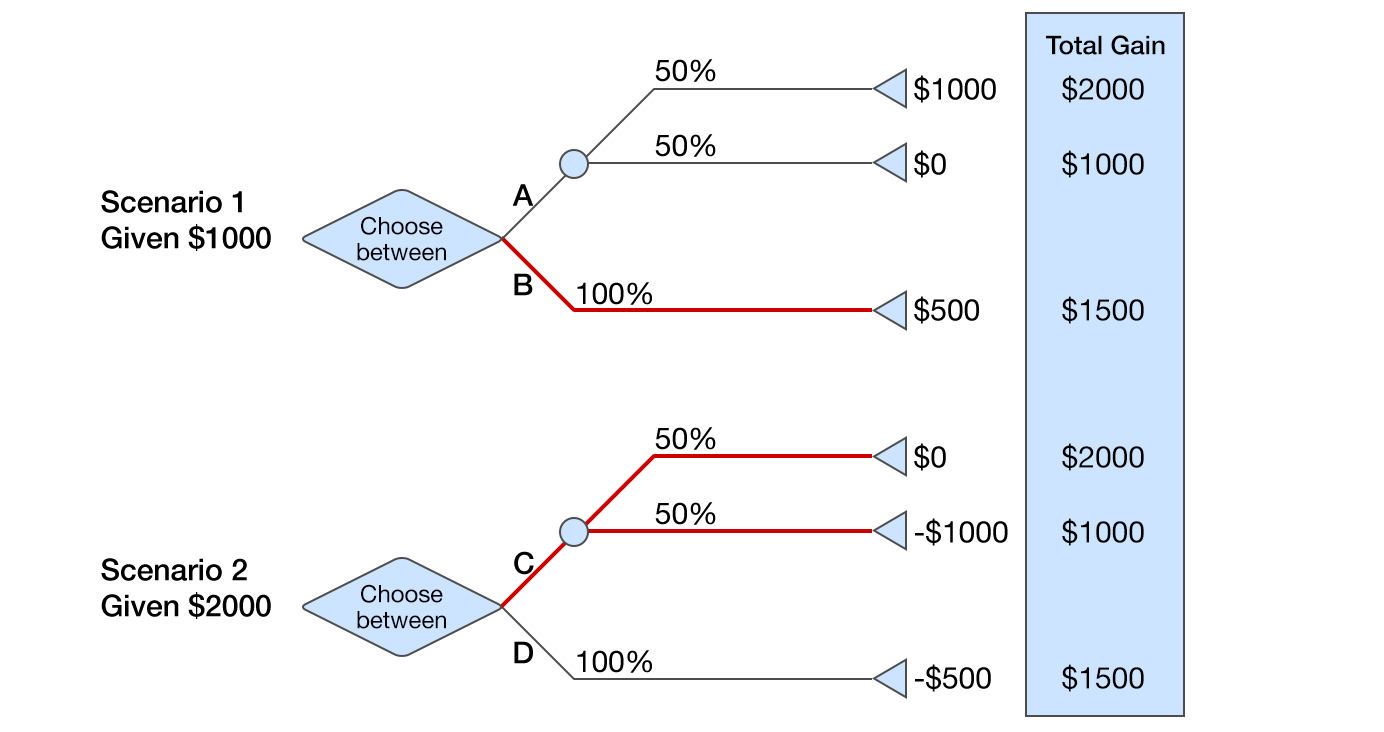 Total Gain
50%
$1000
$2000
50%
$0
$1000
A
Scenario 1
Given $1000
Choose
between
B
100%
$500
$1500
50%
$0
$2000
50%
-$1000
$1000
C
Scenario 2
Given $2000
Choose
between
D
100%
-$500
$1500